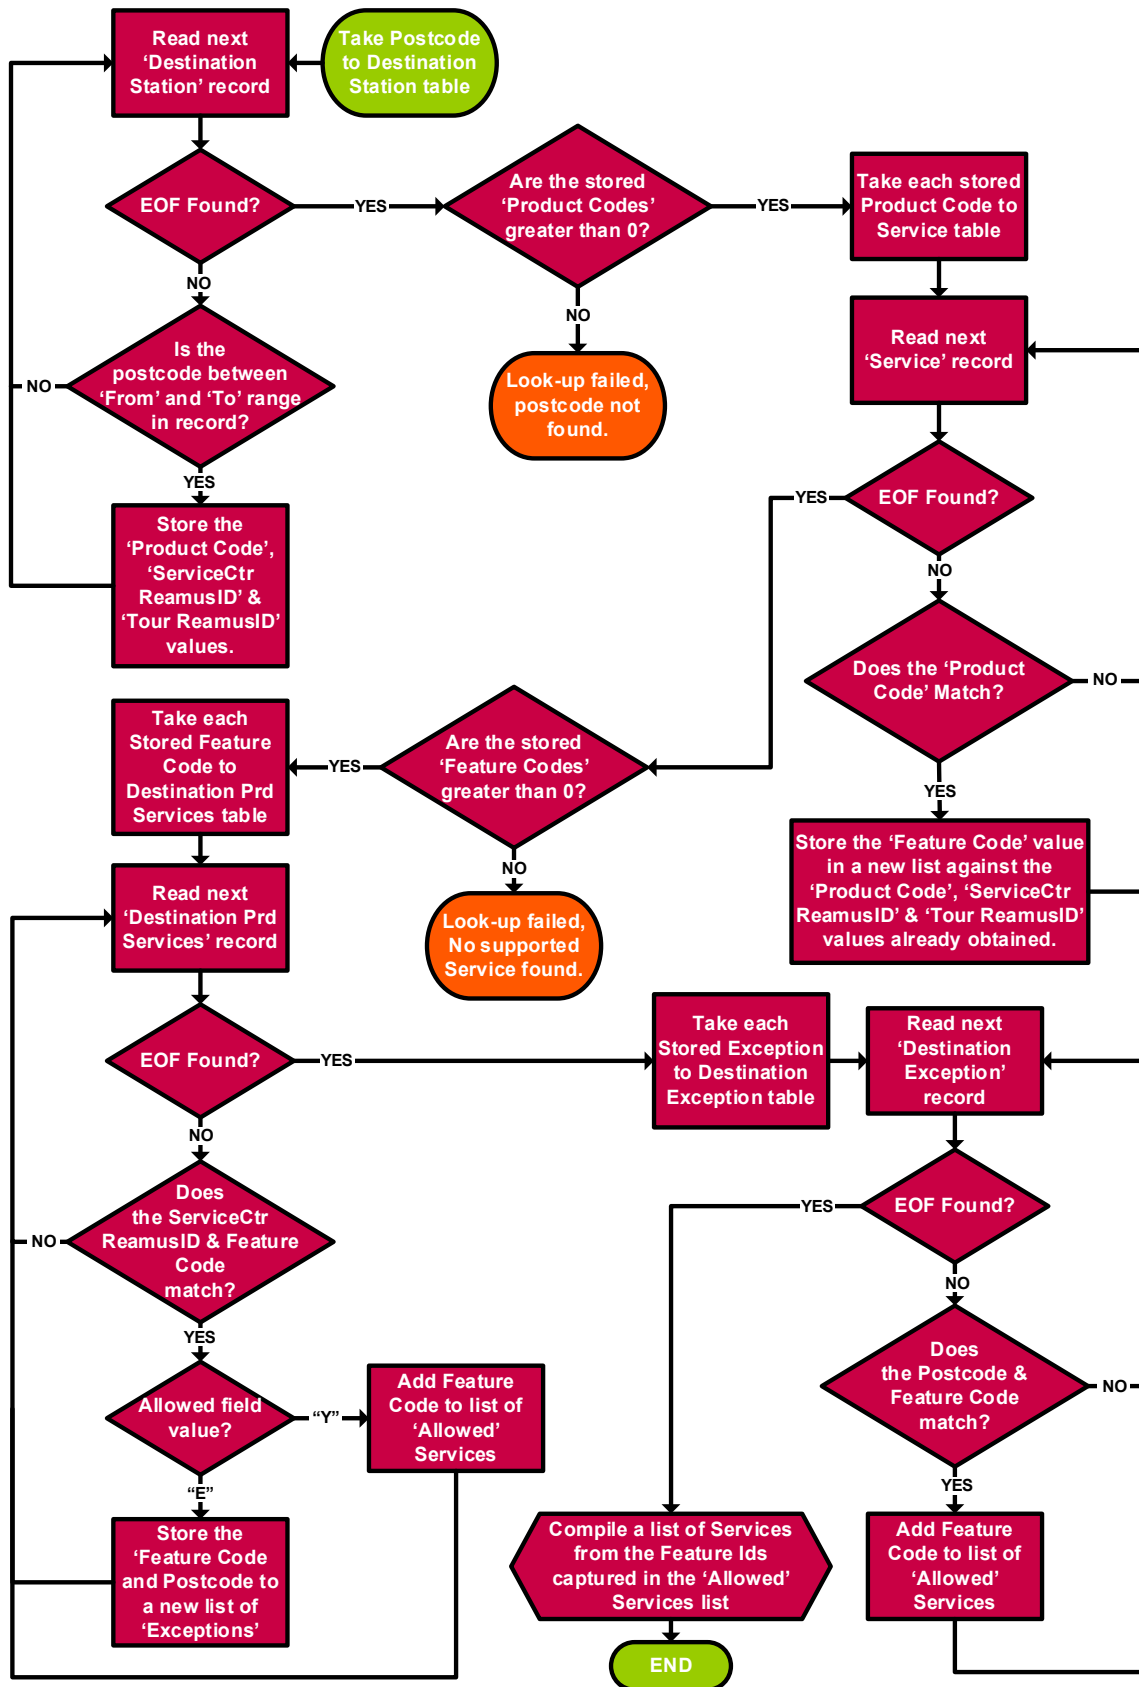 Read next
‘Destination
Station’ record
Take Postcode
to Destination
Station table
EOF Found?
YES
Are the stored
‘Product Codes’
greater than 0?
YES
Take each stored
Product Code to
Service table
NO
NO
Read next
‘Service’ record
Is the
postcode between
‘From’ and ‘To’ range
in record?
NO
Look-up failed,
postcode not
found.
YES
EOF Found?
YES
Store the
‘Product Code’,
‘ServiceCtr
ReamusID’ &
‘Tour ReamusID’
values.
NO
Does the ‘Product
Code’ Match?
NO
Take each
Stored Feature
Code to
Destination Prd
Services table
YES
Are the stored
‘Feature Codes’
greater than 0?
YES
Store the ‘Feature Code’ value
in a new list against the
‘Product Code’, ‘ServiceCtr
ReamusID’ & ‘Tour ReamusID’
values already obtained.
NO
Read next
‘Destination Prd
Services’ record
Look-up failed,
No supported
Service found.
EOF Found?
YES
Take each
Stored Exception
to Destination
Exception table
Read next
‘Destination
Exception’
record
NO
Does
the ServiceCtr
ReamusID & Feature
Code
match?
NO
YES
EOF Found?
NO
YES
Does
the Postcode &
Feature Code
match?
NO
Allowed field
value?
“Y”
Add Feature
Code to list of
‘Allowed’
Services
“E”
YES
Store the
‘Feature Code
and Postcode to
a new list of
‘Exceptions’
Compile a list of Services
from the Feature Ids
captured in the ‘Allowed’
Services list
Add Feature
Code to list of
‘Allowed’
Services
END